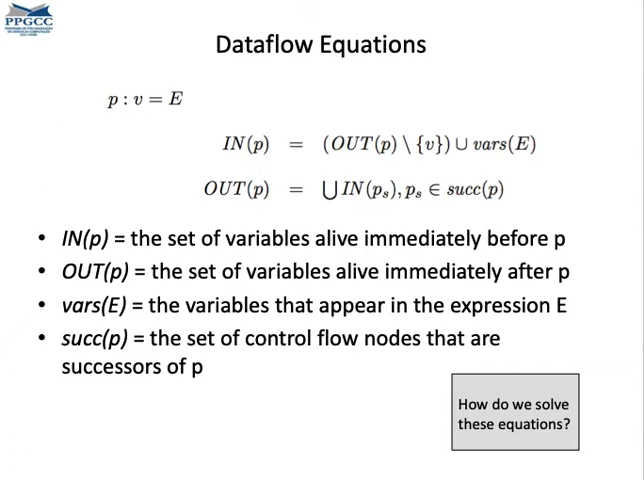 PPGCC
Dataflow Equations
p : v = E
IN(p) = (OUT(p) \ {v}) ∪ vars(E)
OUT(p) = ⋃ IN(pₛ), pₛ ∈ succ(p)
• IN(p) = the set of variables alive immediately before p
• OUT(p) = the set of variables alive immediately after p
• vars(E) = the variables that appear in the expression E
• succ(p) = the set of control flow nodes that are
successors of p
How do we solve
these equations?